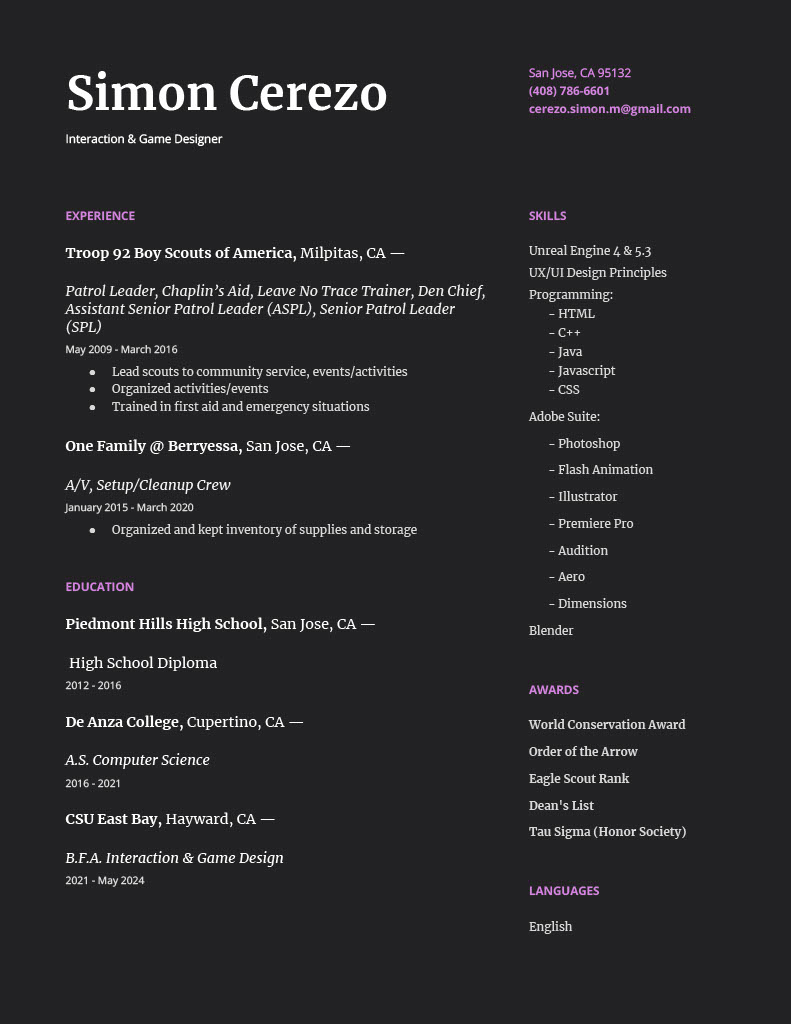 Simon Cerezo
Interaction & Game Designer
San Jose, CA 95132
(408) 786-6601
cerezo.simon.m@gmail.com
EXPERIENCE
Troop 92 Boy Scouts of America, Milpitas, CA —
Patrol Leader, Chaplin’s Aid, Leave No Trace Trainer, Den Chief,
Assistant Senior Patrol Leader (ASPL), Senior Patrol Leader
(SPL)
May 2009 - March 2016
● Lead scouts to community service, events/activities
● Organized activities/events
● Trained in first aid and emergency situations
One Family @ Berryessa, San Jose, CA —
A/V, Setup/Cleanup Crew
January 2015 - March 2020
● Organized and kept inventory of supplies and storage
EDUCATION
Piedmont Hills High School, San Jose, CA —
High School Diploma
2012 - 2016
De Anza College, Cupertino, CA —
A.S. Computer Science
2016 - 2021
CSU East Bay, Hayward, CA —
B.F.A. Interaction & Game Design
2021 - May 2024
SKILLS
Unreal Engine 4 & 5.3
UX/UI Design Principles
Programming:
- HTML
- C++
- Java
- Javascript
- CSS
Adobe Suite:
- Photoshop
- Flash Animation
- Illustrator
- Premiere Pro
- Audition
- Aero
- Dimensions
Blender
AWARDS
World Conservation Award
Order of the Arrow
Eagle Scout Rank
Dean's List
Tau Sigma (Honor Society)
LANGUAGES
English